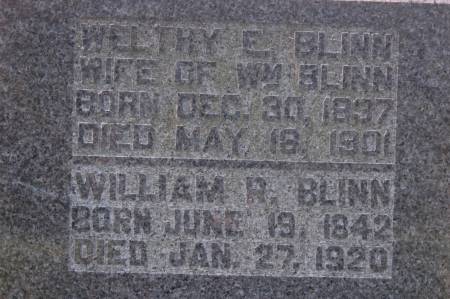 WELTHY E. BLINN
WIFE OF WM BLINN
BORN DEC. 30, 1837
DIED MAY, 16, 1901
WILLIAM R. BLINN
BORN JUNE 19, 1842
DIED JAN. 27, 1920